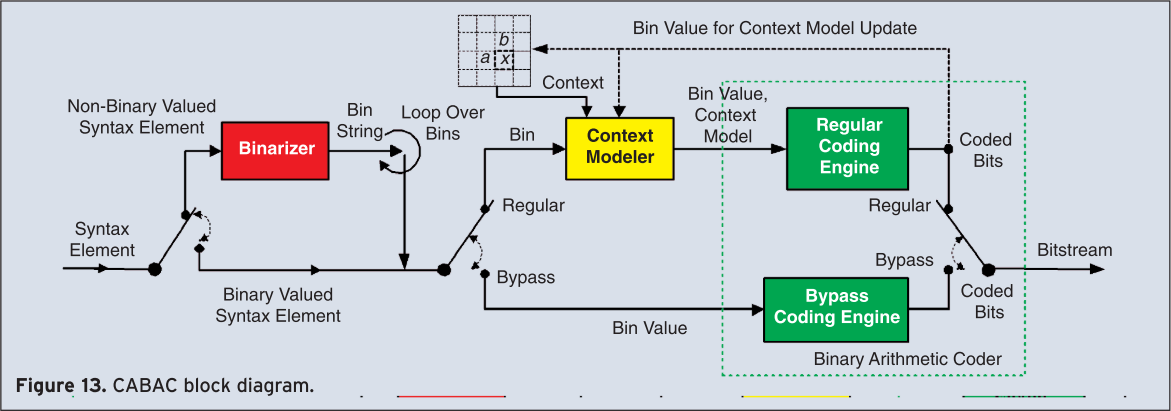 Bin Value for Context Model Update
b
a x
Context
Non-Binary Valued
Syntax Element
Bin
String
Loop Over
Bins
Binarizer
Bin
Context
Modeler
Bin Value,
Context
Model
Regular
Coding
Engine
Coded
Bits
Regular
Regular
Syntax
Element
Bypass
Bypass
Bitstream
Binary Valued
Syntax Element
Bin Value
Bypass
Coding Engine
Coded
Bits
Binary Arithmetic Coder
Figure 13. CABAC block diagram.